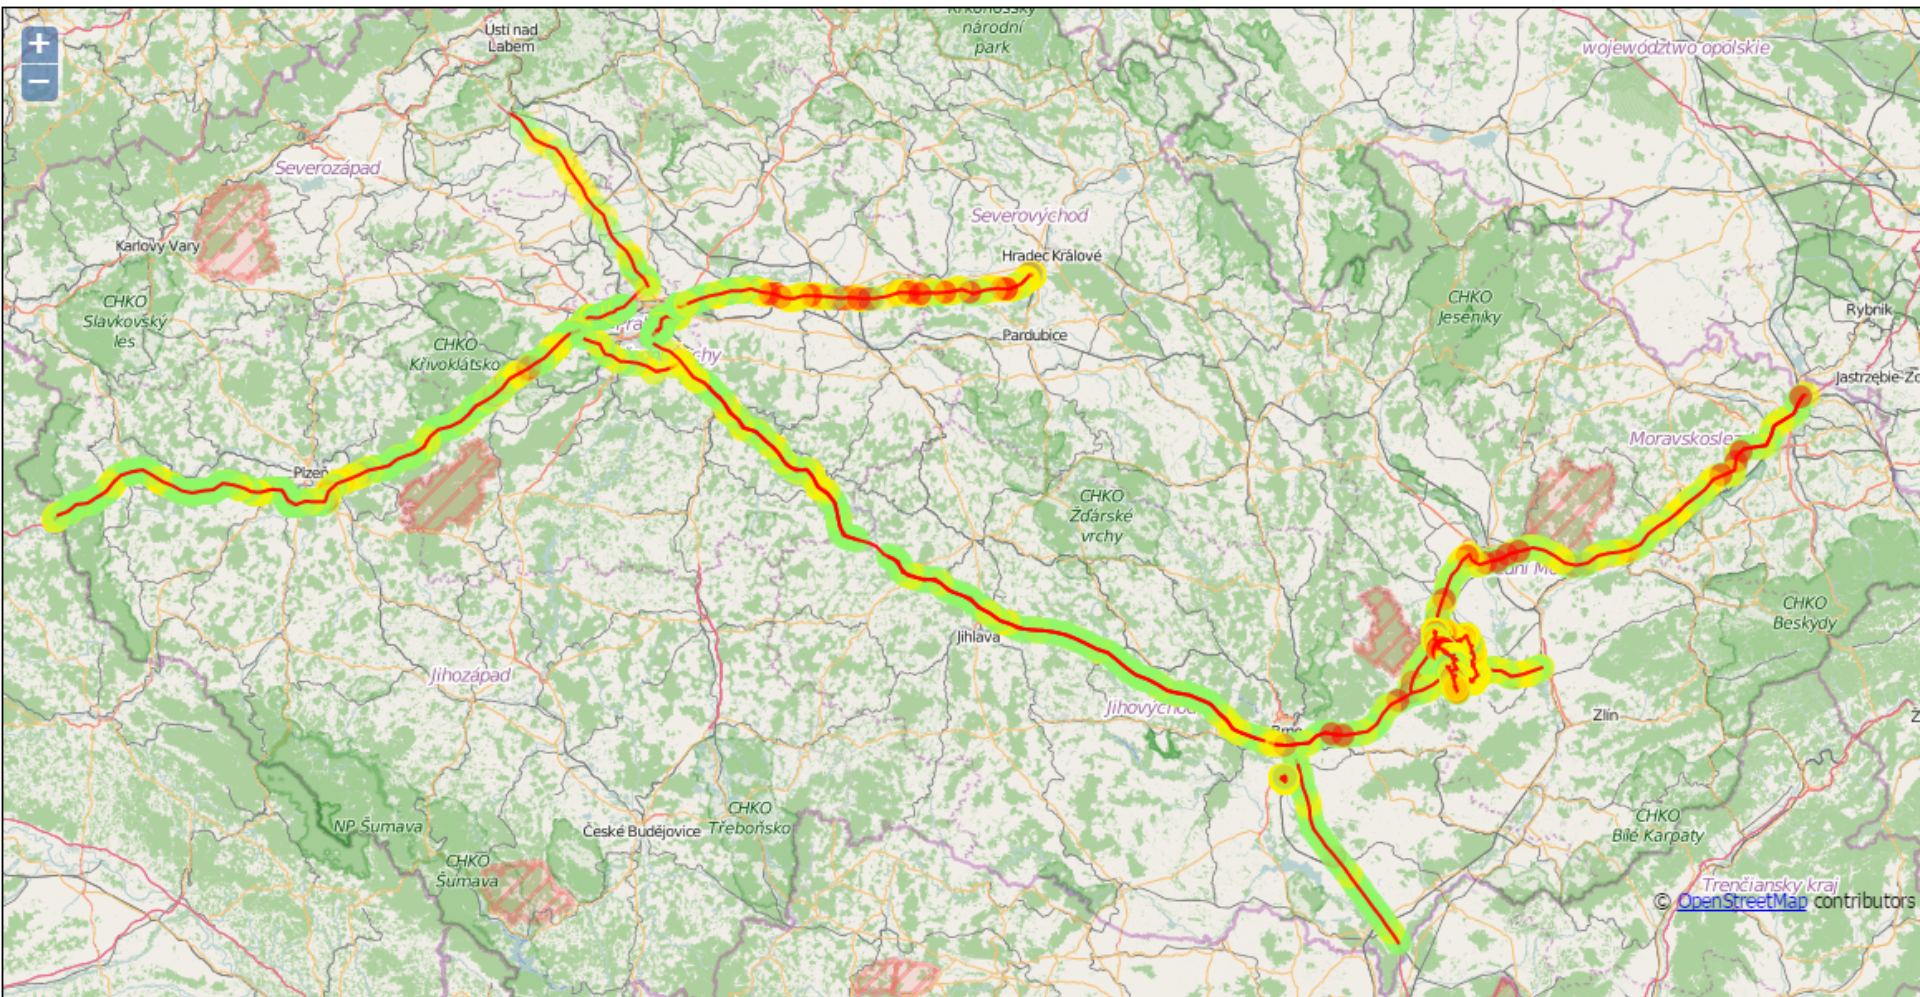 +
−
Ústí nad
Labem
Krkonošský
národní
park
województwo opolskie
Severozápad
Karlovy Vary
Severovýchod
Hradec Králové
CHKO
Slavkovský
les
CHKO
Křivoklátsko
Pardubice
CHKO
Jeseníky
Rybnik
Jastrzębie-Zd
Moravskoslez
Plzeň
CHKO
Žďárské
vrchy
CHKO
Beskydy
Jihlava
Jihozápad
Jihovýchod
Brno
Zlín
CHKO
Třeboňsko
NP Šumava
České Budějovice
CHKO
Bílé Karpaty
CHKO
Šumava
Trenčiansky kraj
© OpenStreetMap contributors